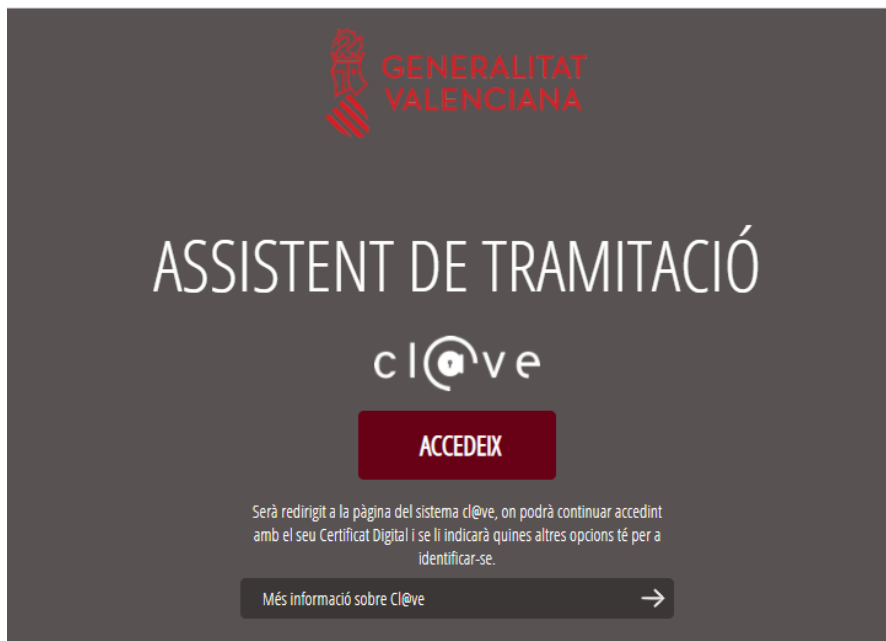 GENERALITAT
VALENCIANA
ASSISTENT DE TRAMITACIÓ
cl@ve
ACCEDEIX
Serà redirigit a la pàgina del sistema cl@ve, on podrà continuar accedint
amb el seu Certificat Digital i se li indicarà quines altres opcions té per a
identificar-se.
Més informació sobre Cl@ve